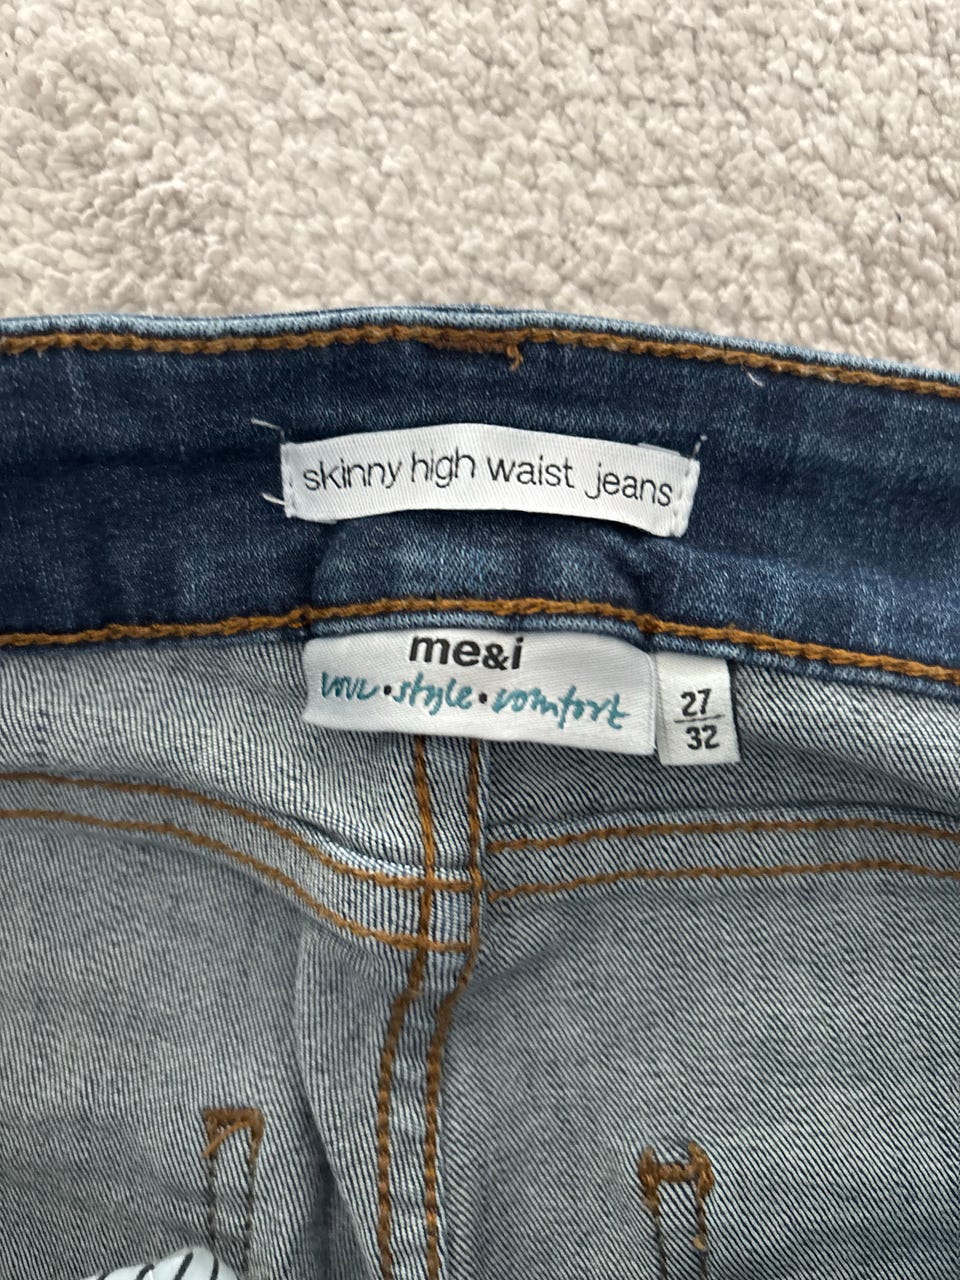 skinny high waist jeans
me&i
love • style • comfort
27
32